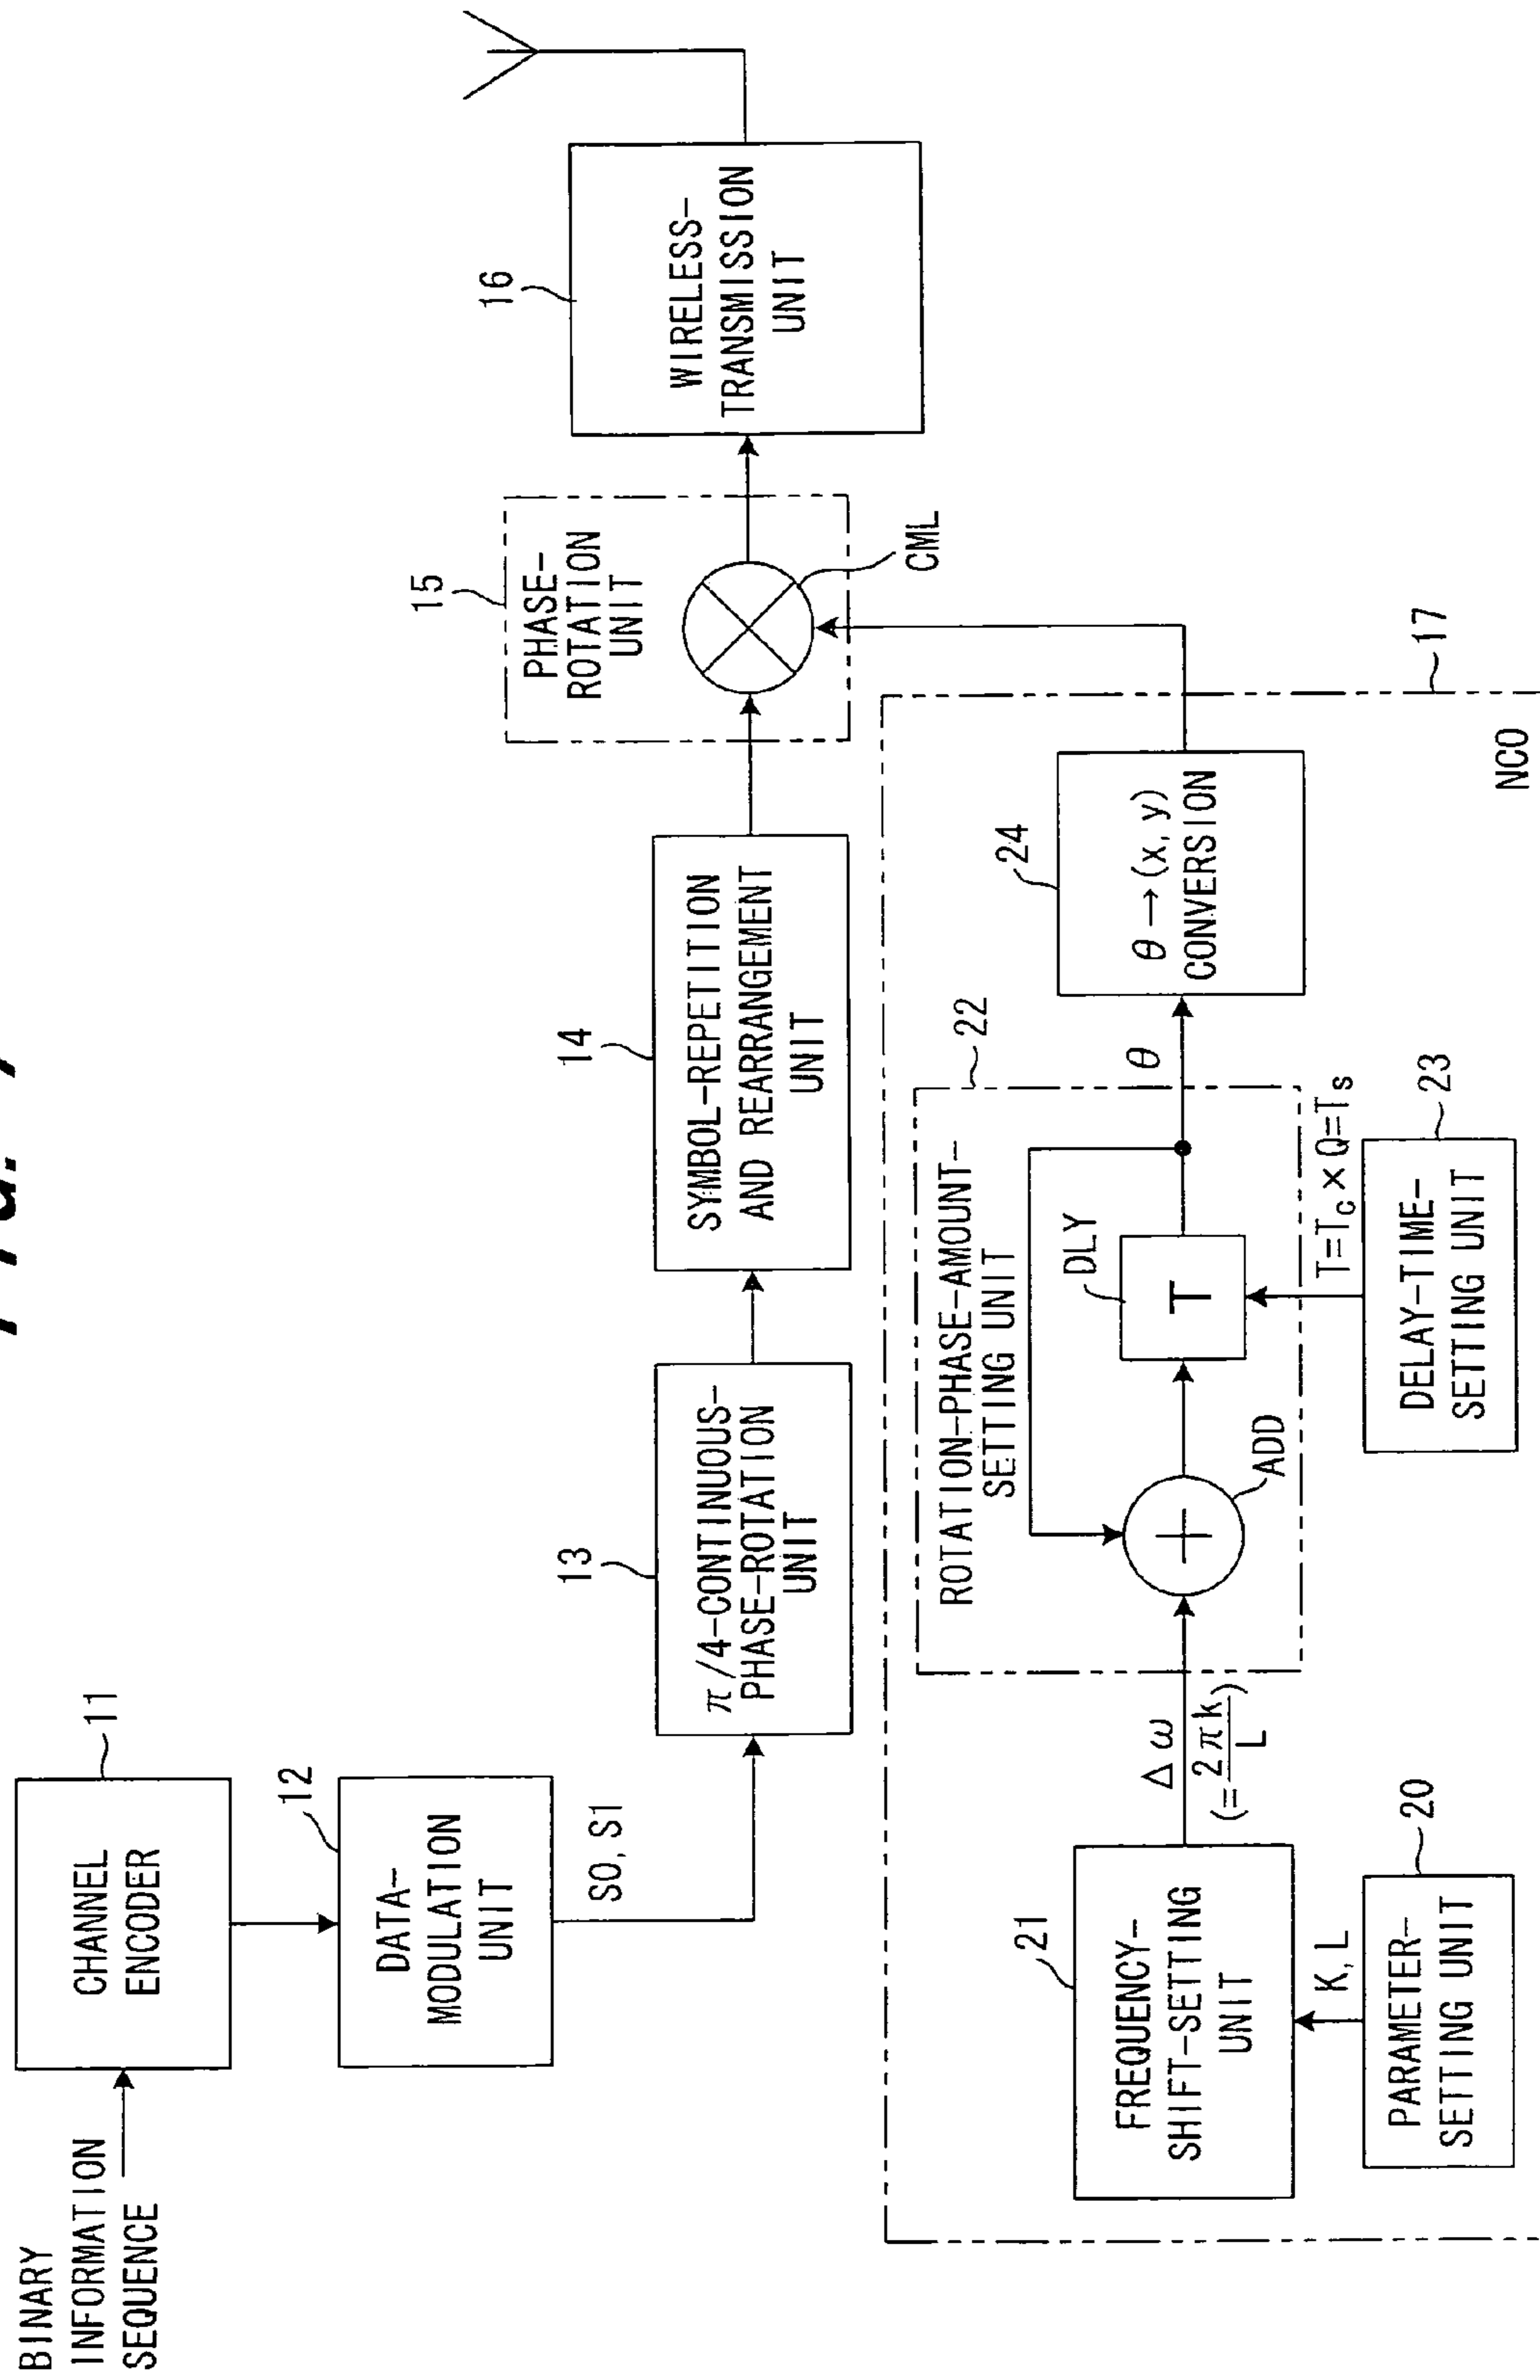 BINARY
INFORMATION
SEQUENCE
11
CHANNEL
ENCODER
12
DATA-
MODULATION
UNIT
S0, S1
13
π/4-CONTINUOUS-
PHASE-ROTATION
UNIT
14
SYMBOL-REPETITION
AND REARRANGEMENT
UNIT
15
PHASE-
ROTATION
UNIT
CML
16
WIRELESS-
TRANSMISSION
UNIT
17
NCO
21
FREQUENCY-
SHIFT-SETTING
UNIT
K, L
20
PARAMETER-
SETTING UNIT
Δω
(=2πk/L)
22
ROTATION-PHASE-AMOUNT-
SETTING UNIT
ADD
DLY
T
θ
T=Tc×Q=Ts
23
DELAY-TIME-
SETTING UNIT
24
θ→(x, y)
CONVERSION